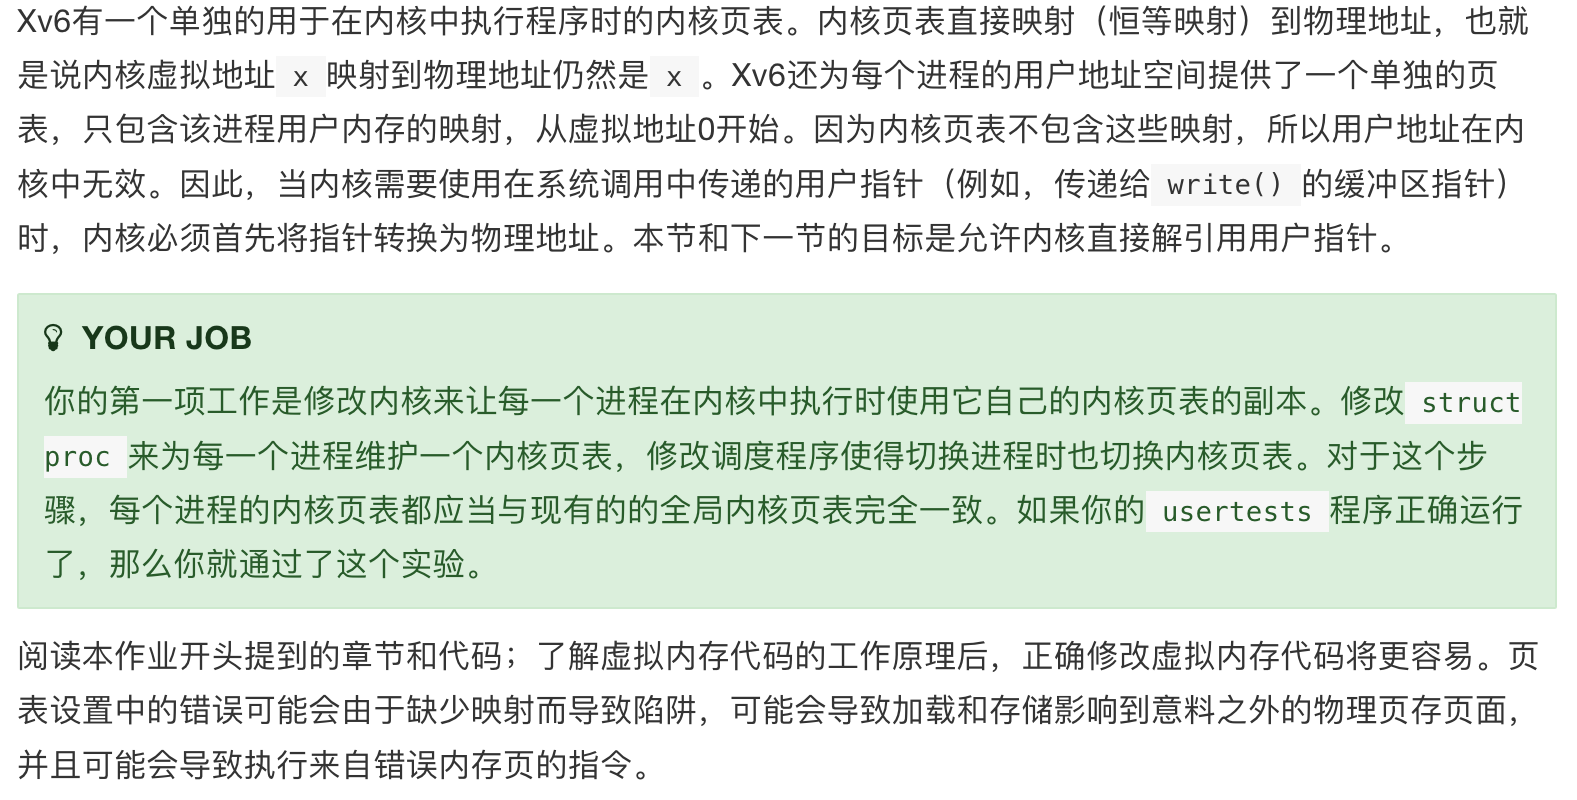 Xv6有一个单独的用于在内核中执行程序时的内核页表。内核页表直接映射（恒等映射）到物理地址，也就
是说内核虚拟地址 x 映射到物理地址仍然是 x 。Xv6还为每个进程的用户地址空间提供了一个单独的页
表，只包含该进程用户内存的映射，从虚拟地址0开始。因为内核页表不包含这些映射，所以用户地址在内
核中无效。因此，当内核需要使用在系统调用中传递的用户指针（例如，传递给 write() 的缓冲区指针）
时，内核必须首先将指针转换为物理地址。本节和下一节的目标是允许内核直接解引用用户指针。
YOUR JOB
你的第一项工作是修改内核来让每一个进程在内核中执行时使用它自己的内核页表的副本。修改 struct
proc 来为每一个进程维护一个内核页表，修改调度程序使得切换进程时也切换内核页表。对于这个步
骤，每个进程的内核页表都应当与现有的的全局内核页表完全一致。如果你的 usertests 程序正确运行
了，那么你就通过了这个实验。
阅读本作业开头提到的章节和代码；了解虚拟内存代码的工作原理后，正确修改虚拟内存代码将更容易。页
表设置中的错误可能会由于缺少映射而导致陷阱，可能会导致加载和存储影响到意料之外的物理页存页面，
并且可能会导致执行来自错误内存页的指令。